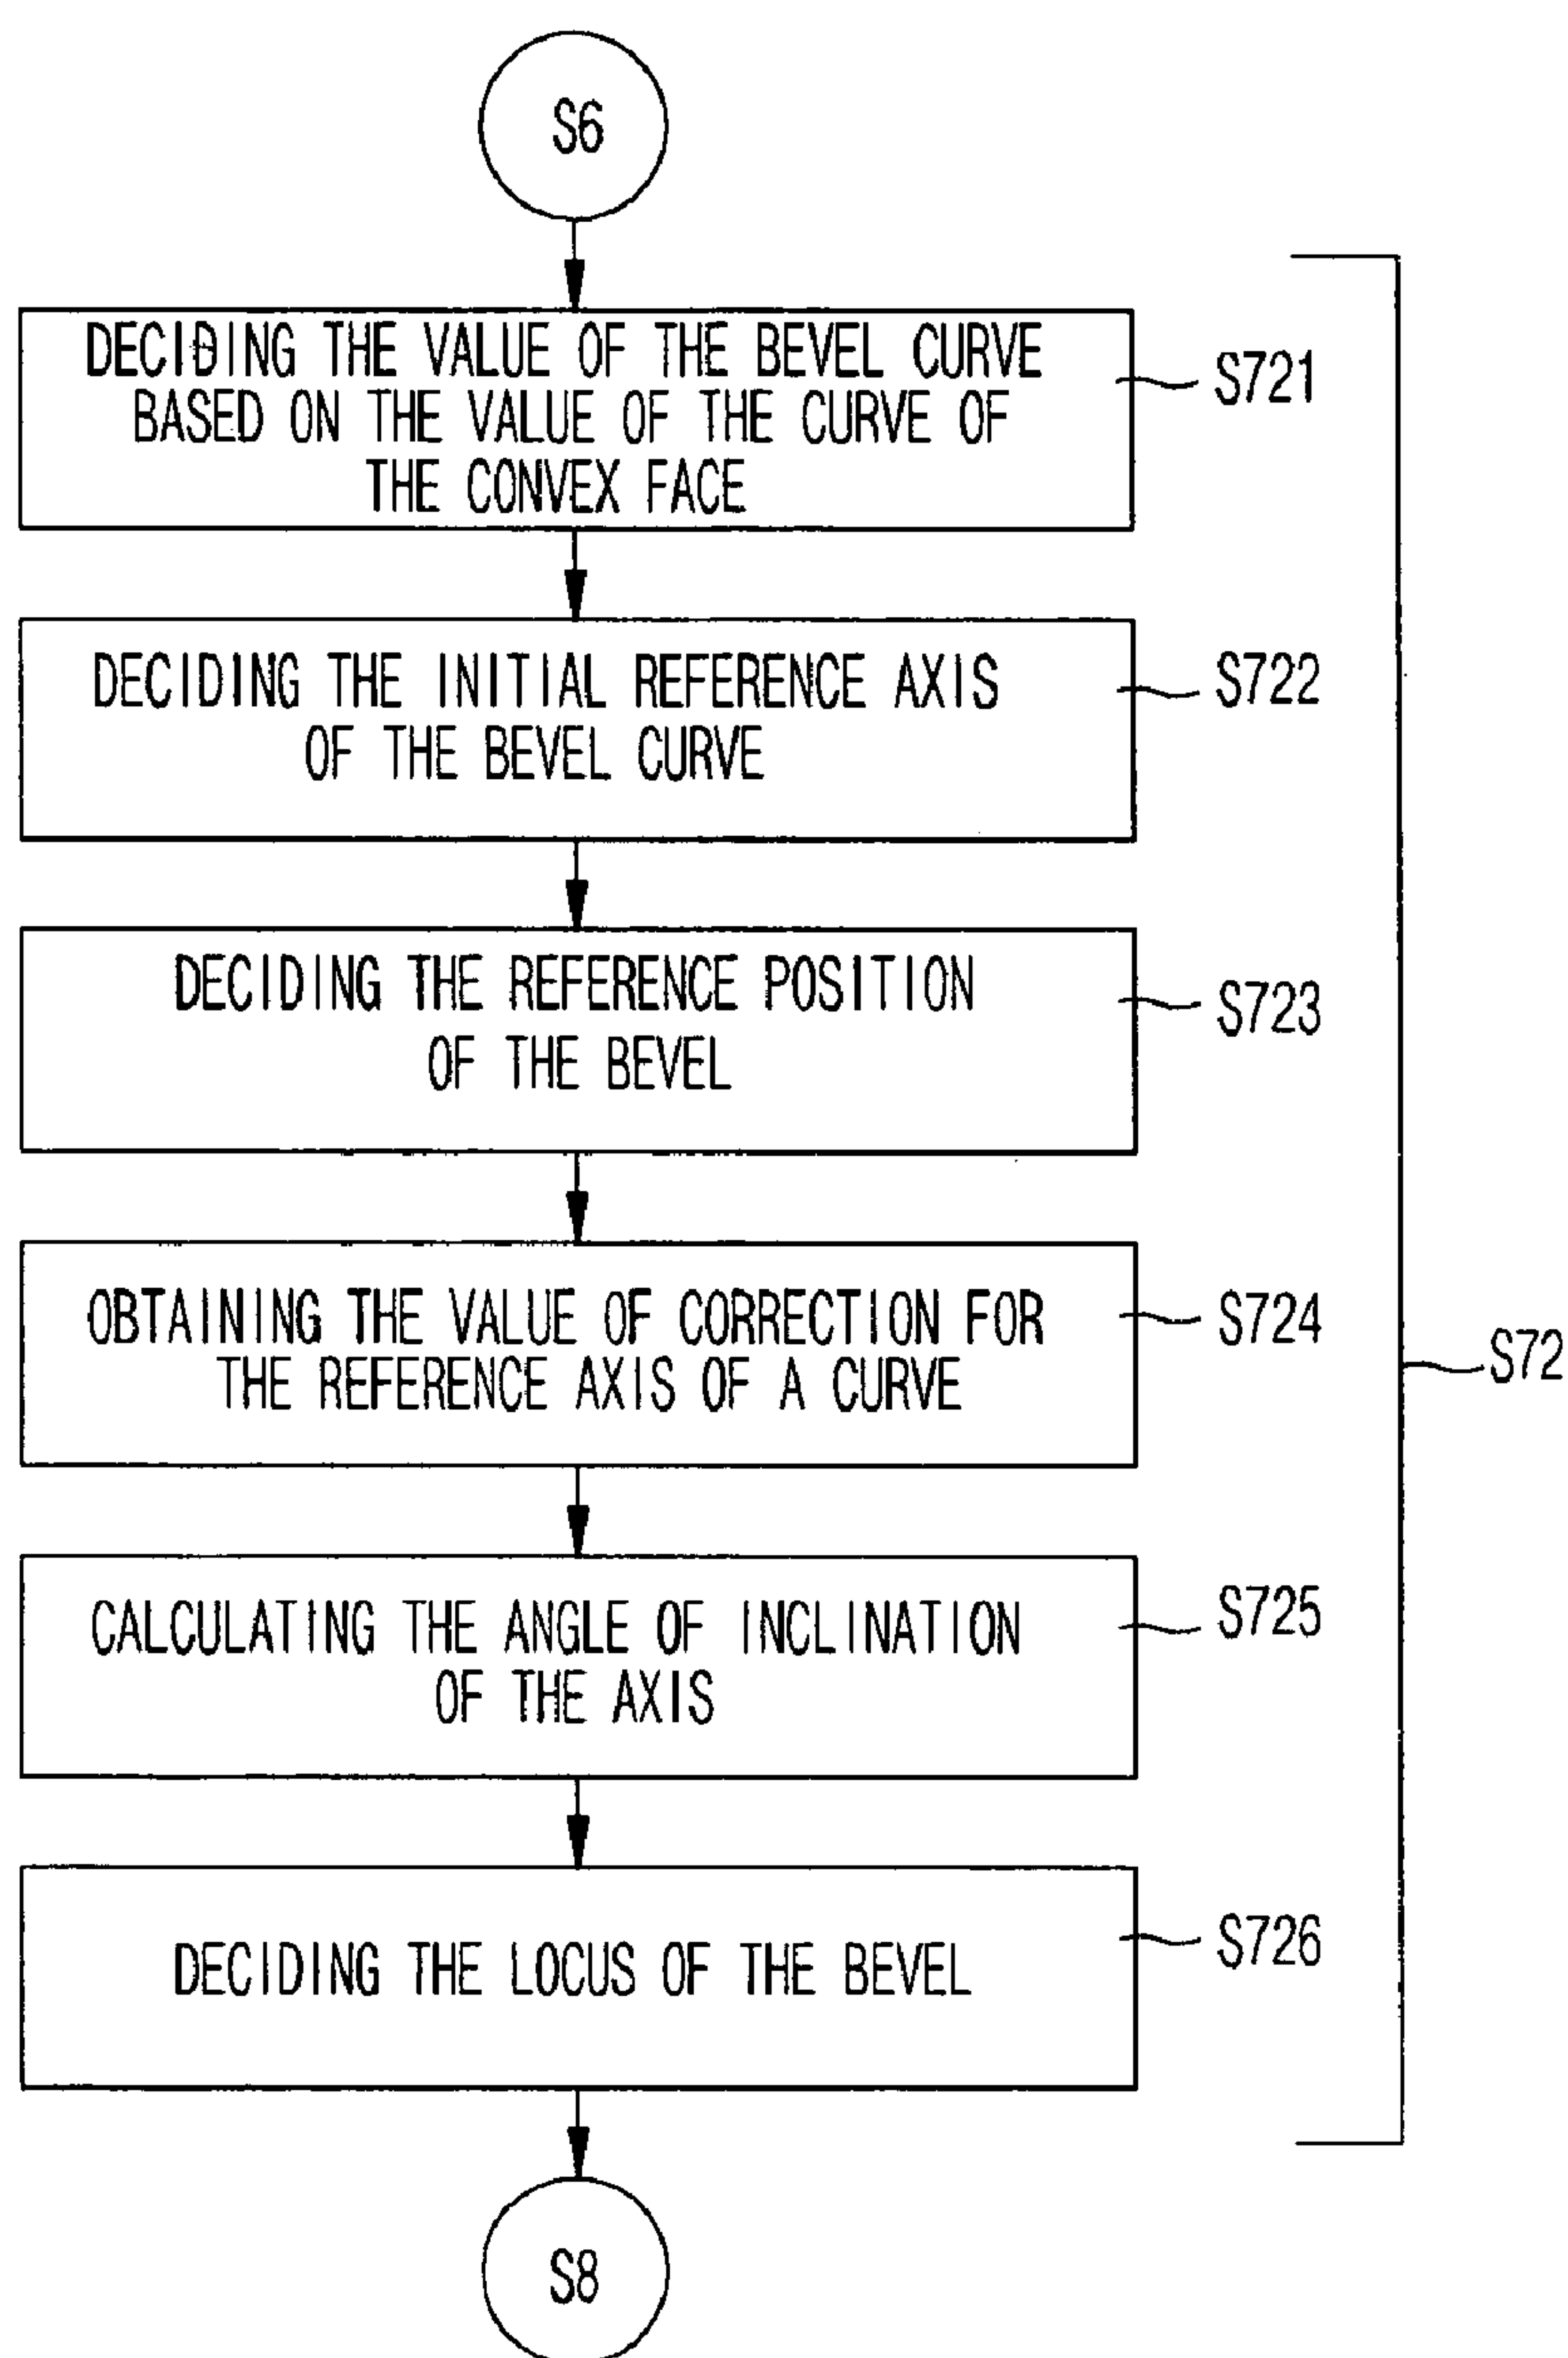 S6
DECIDING THE VALUE OF THE BEVEL CURVE
BASED ON THE VALUE OF THE CURVE OF
THE CONVEX FACE
S721
DECIDING THE INITIAL REFERENCE AXIS
OF THE BEVEL CURVE
S722
DECIDING THE REFERENCE POSITION
OF THE BEVEL
S723
OBTAINING THE VALUE OF CORRECTION FOR
THE REFERENCE AXIS OF A CURVE
S724
S72
CALCULATING THE ANGLE OF INCLINATION
OF THE AXIS
S725
DECIDING THE LOCUS OF THE BEVEL
S726
S8